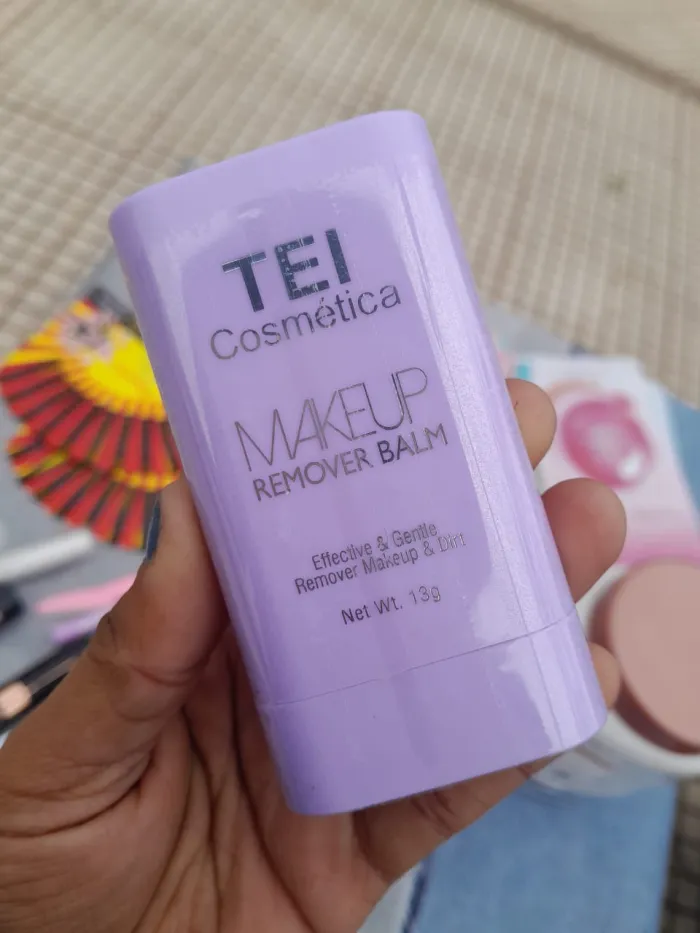 TEI
Cosmética
MAKEUP
REMOVER BALM
Effective & Gentle
Remover Makeup & Dirt
Net Wt. 13g